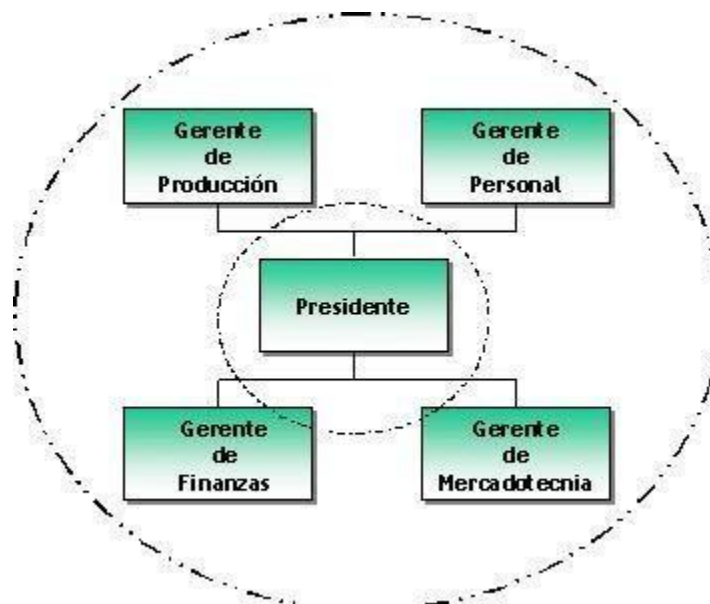 Gerente
de
Producción
Gerente
de
Personal
Presidente
Gerente
de
Finanzas
Gerente
de
Mercadotecnia